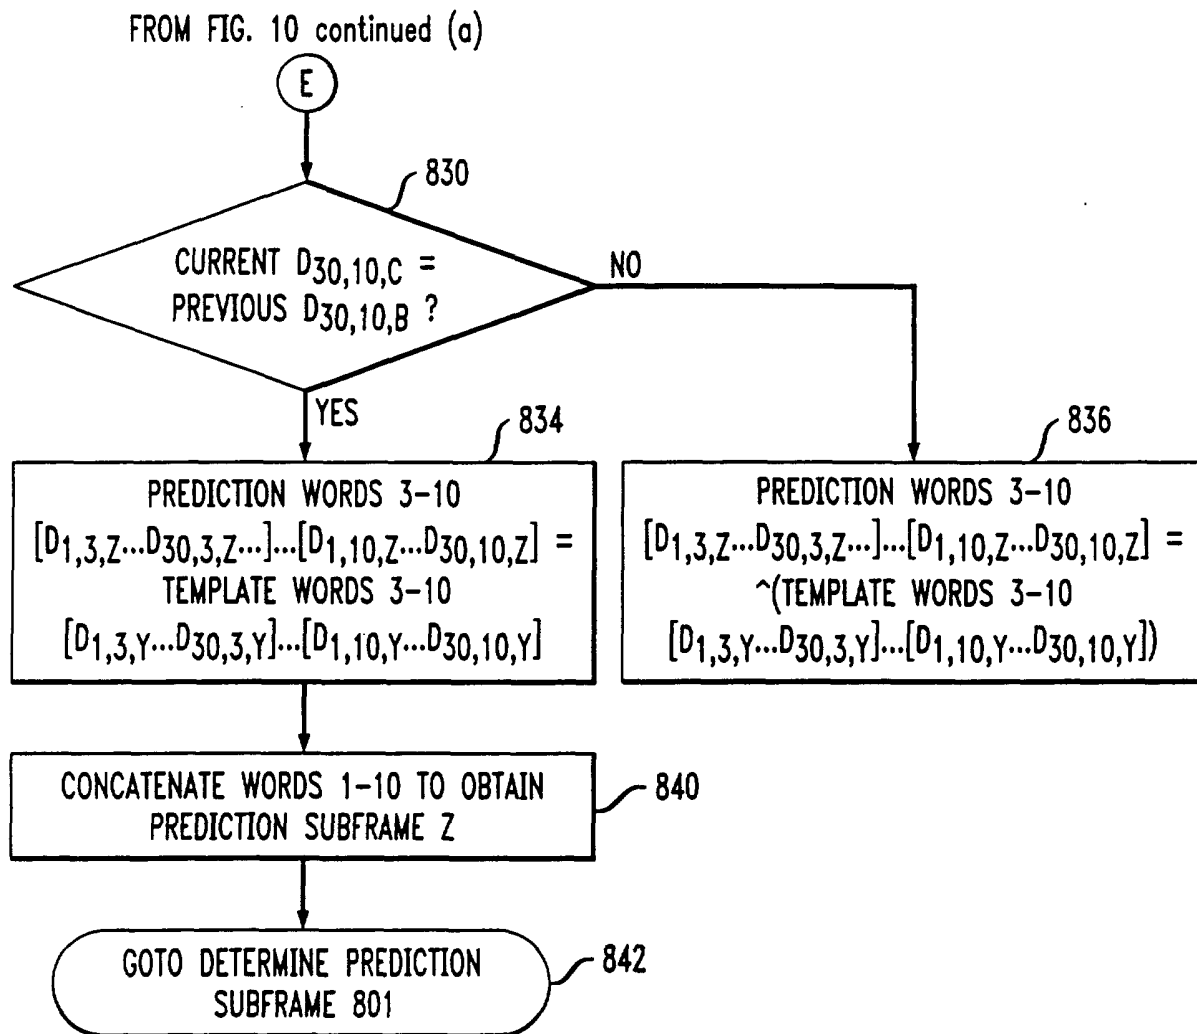 FROM FIG. 10 continued (a)
E
830
CURRENT D30,10,C =
PREVIOUS D30,10,B ?
NO
YES
834
PREDICTION WORDS 3-10
[D1,3,Z...D30,3,Z...]...[D1,10,Z...D30,10,Z] =
TEMPLATE WORDS 3-10
[D1,3,Y...D30,3,Y]...[D1,10,Y...D30,10,Y]
836
PREDICTION WORDS 3-10
[D1,3,Z...D30,3,Z...]...[D1,10,Z...D30,10,Z] =
^(TEMPLATE WORDS 3-10
[D1,3,Y...D30,3,Y]...[D1,10,Y...D30,10,Y])
CONCATENATE WORDS 1-10 TO OBTAIN
PREDICTION SUBFRAME Z
840
GOTO DETERMINE PREDICTION
SUBFRAME 801
842